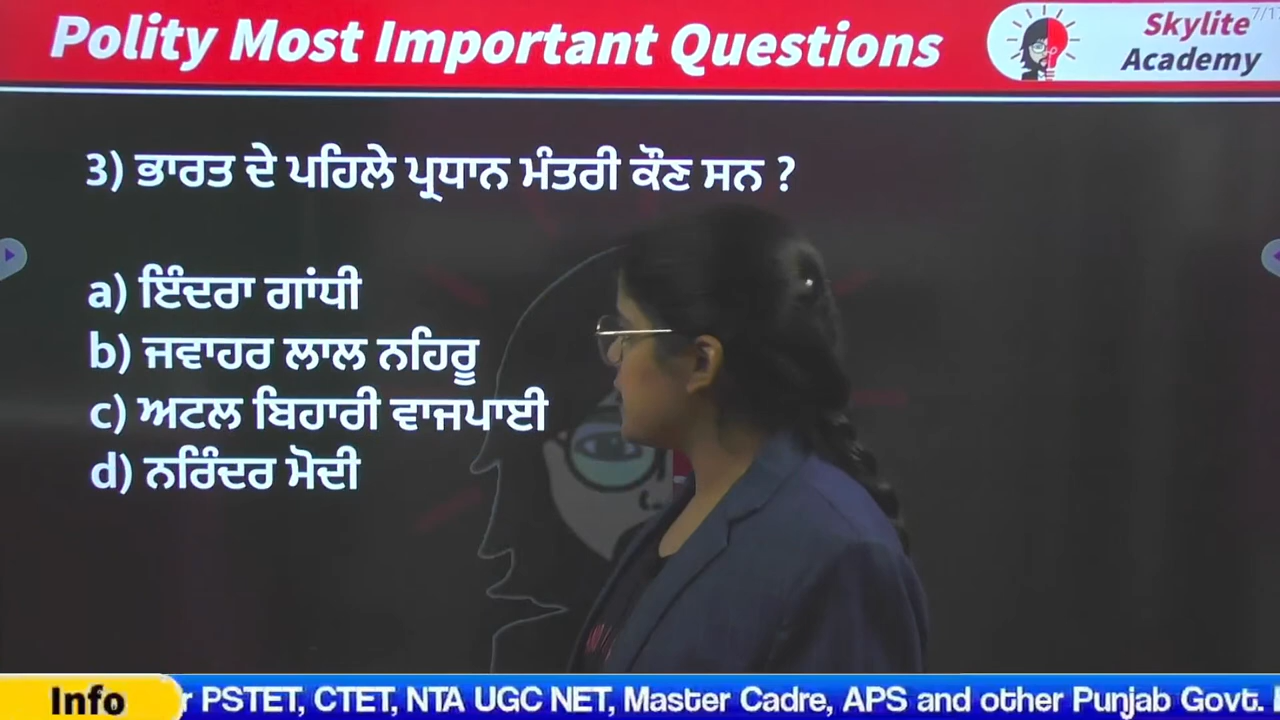 Polity Most Important Questions
Skylite
Academy
3) ਭਾਰਤ ਦੇ ਪਹਿਲੇ ਪ੍ਰਧਾਨ ਮੰਤਰੀ ਕੌਣ ਸਨ ?
a) ਇੰਦਰਾ ਗਾਂਧੀ
b) ਜਵਾਹਰ ਲਾਲ ਨਹਿਰੂ
c) ਅਟਲ ਬਿਹਾਰੀ ਵਾਜਪਾਈ
d) ਨਰਿੰਦਰ ਮੋਦੀ
Info
PSTET, CTET, NTA UGC NET, Master Cadre, APS and other Punjab Govt.